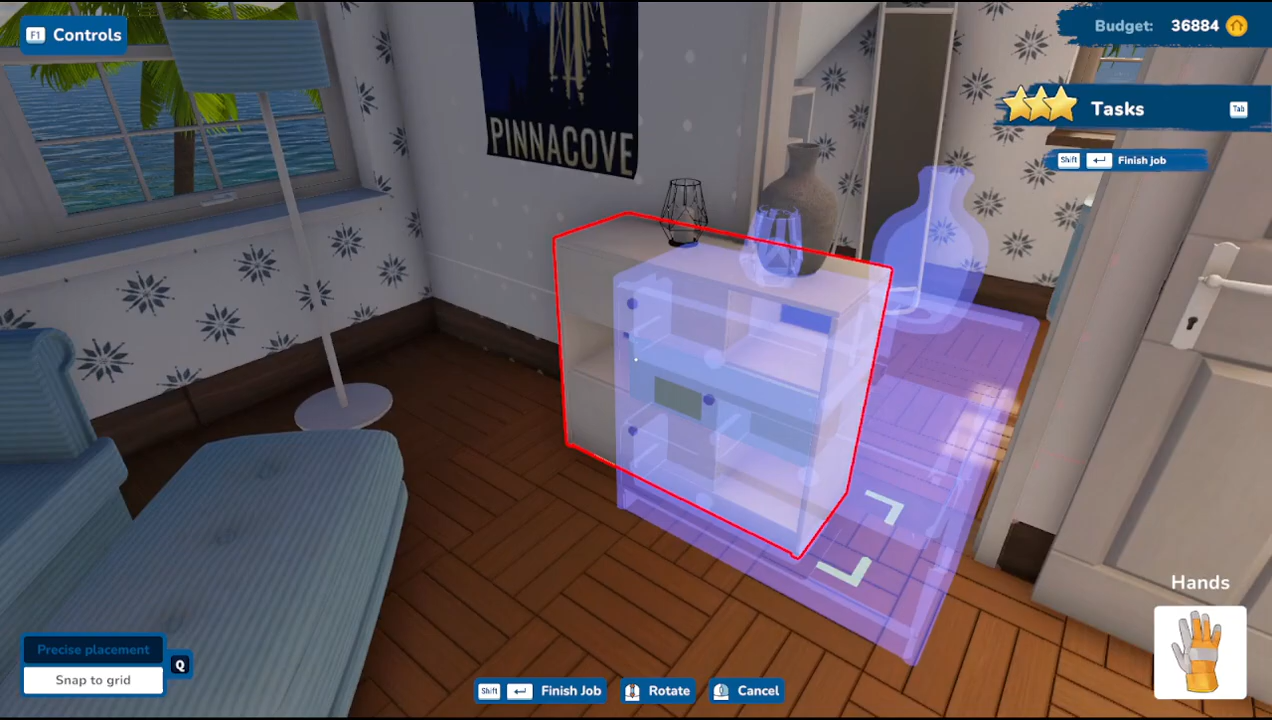 F1 Controls
Budget: 36884
Tasks Tab
Shift Finish job
PINNACOVE
Hands
Precise placement
Q
Snap to grid
Shift Finish Job Rotate Cancel